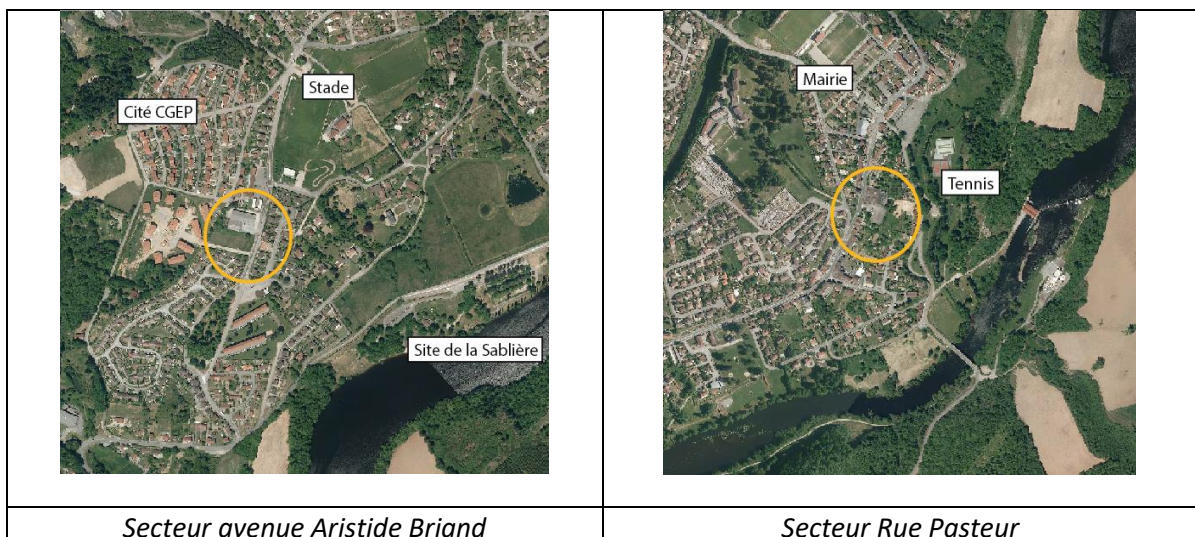 Stade
Cité CGEP
Site de la Sablière
Mairie
Tennis
Secteur avenue Aristide Briand
Secteur Rue Pasteur